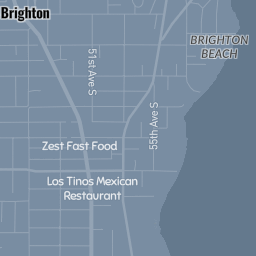 Brighton
BRIGHTON
BEACH
51st Ave S
55th Ave S
Zest Fast Food
Los Tinos Mexican
Restaurant